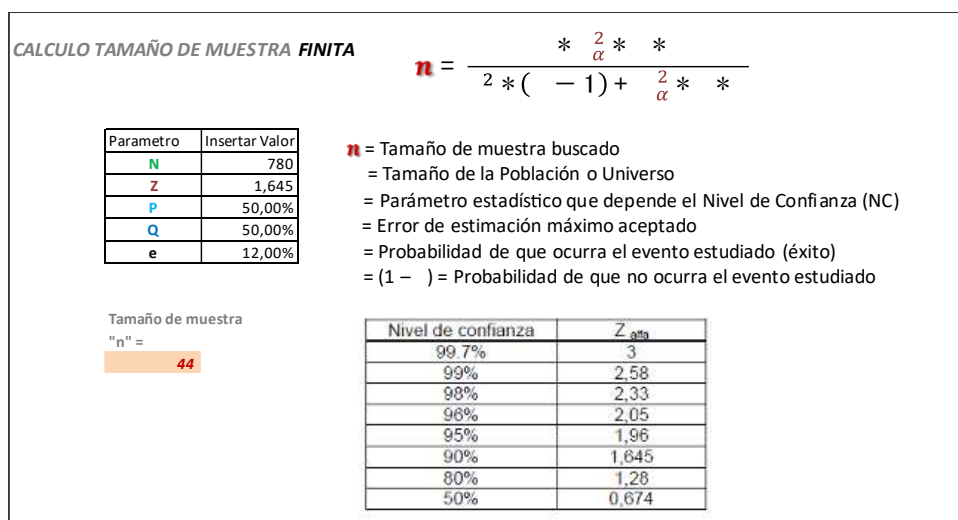 CALCULO TAMAÑO DE MUESTRA FINITA
n = * 2 α * *
2 * ( − 1) + 2 α * *
Parametro Insertar Valor
N 780
Z 1,645
P 50,00%
Q 50,00%
e 12,00%
n = Tamaño de muestra buscado
= Tamaño de la Población o Universo
= Parámetro estadístico que depende el Nivel de Confianza (NC)
= Error de estimación máximo aceptado
= Probabilidad de que ocurra el evento estudiado (éxito)
= (1 – ) = Probabilidad de que no ocurra el evento estudiado
Tamaño de muestra
"n" =
44
Nivel de confianza Z alfa
99.7% 3
99% 2,58
98% 2,33
96% 2,05
95% 1,96
90% 1,645
80% 1,28
50% 0,674